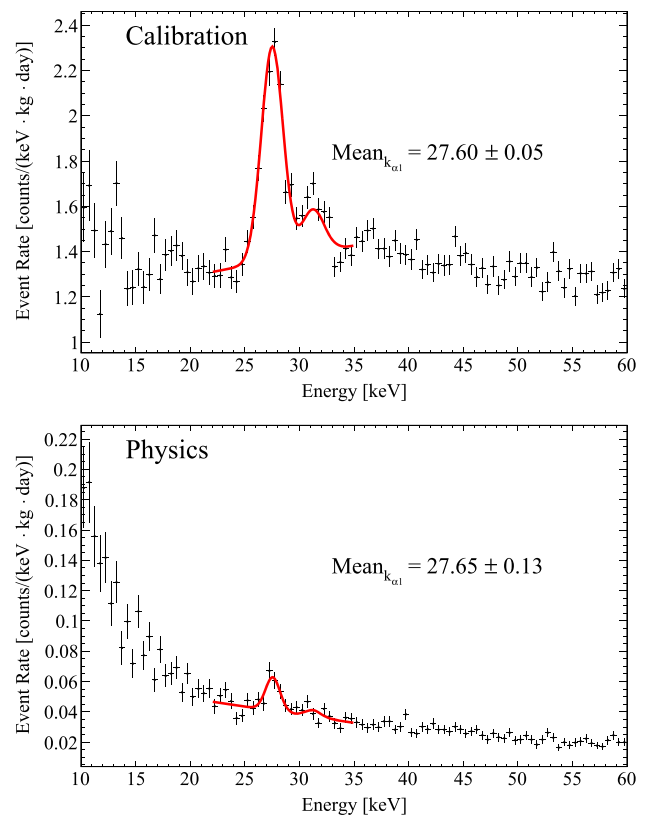 Calibration
Event Rate [counts/(keV · kg · day)]
2.4
2.2
2
1.8
1.6
1.4
1.2
1
Mean kα1 = 27.60 ± 0.05
10 15 20 25 30 35 40 45 50 55 60
Energy [keV]
Physics
Event Rate [counts/(keV · kg · day)]
0.22
0.2
0.18
0.16
0.14
0.12
0.1
0.08
0.06
0.04
0.02
Mean kα1 = 27.65 ± 0.13
10 15 20 25 30 35 40 45 50 55 60
Energy [keV]